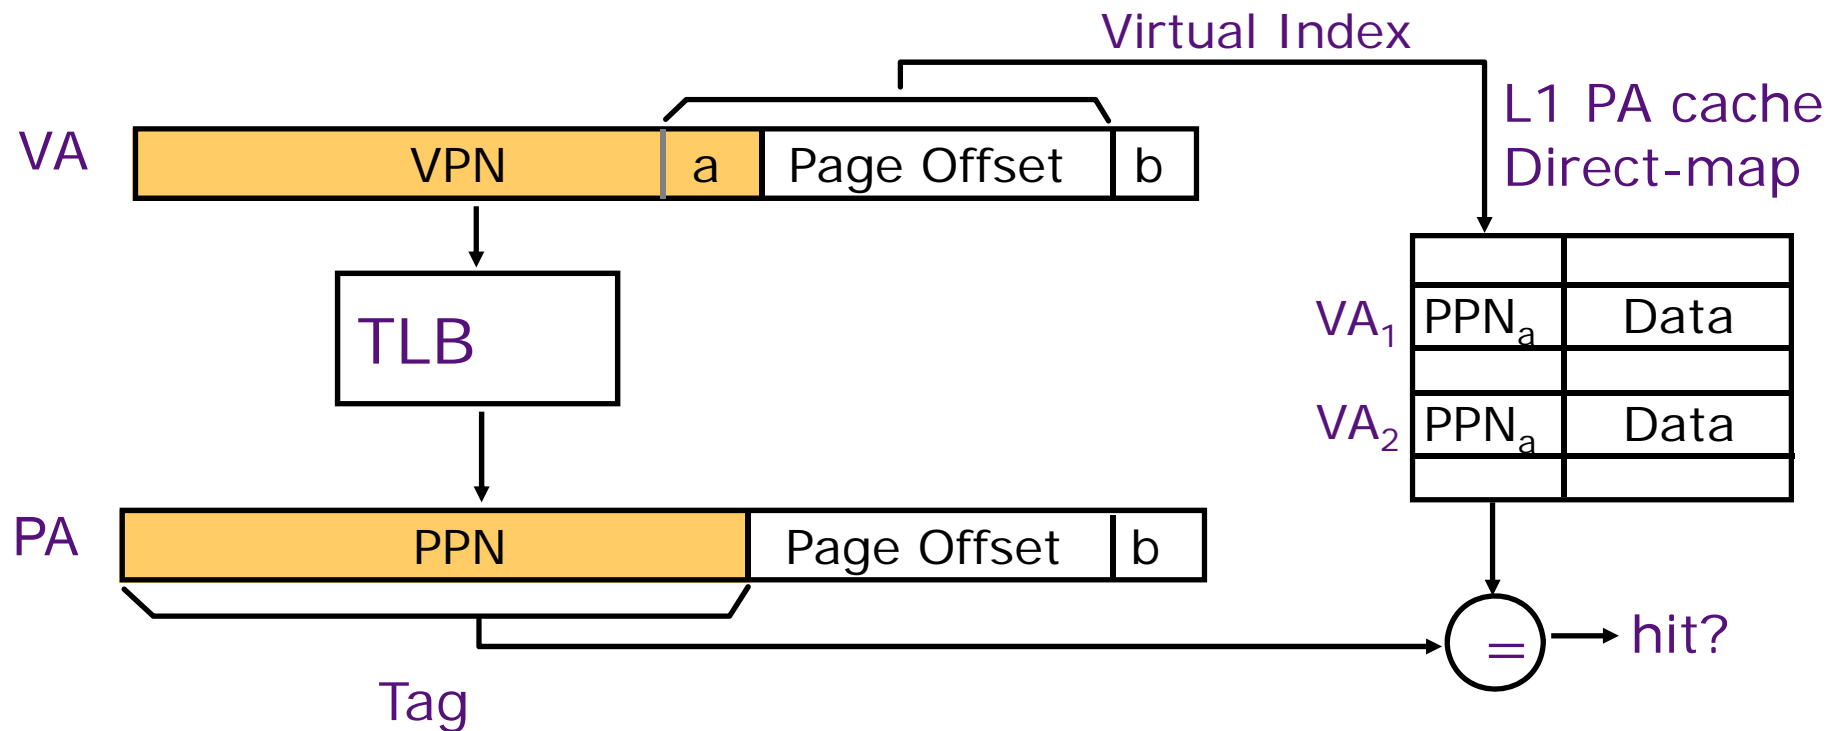 Virtual Index
L1 PA cache
Direct-map
VA
VPN a Page Offset b
TLB
VA1 PPNa Data
VA2 PPNa Data
PA
PPN Page Offset b
= hit?
Tag